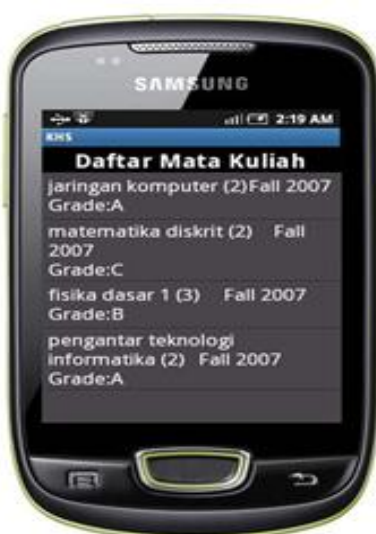 SAMSUNG
2:19 AM
KHS
Daftar Mata Kuliah
jaringan komputer (2)Fall 2007
Grade:A
matematika diskrit (2) Fall
2007
Grade:C
fisika dasar 1 (3) Fall 2007
Grade:B
pengantar teknologi
informatika (2) Fall 2007
Grade:A